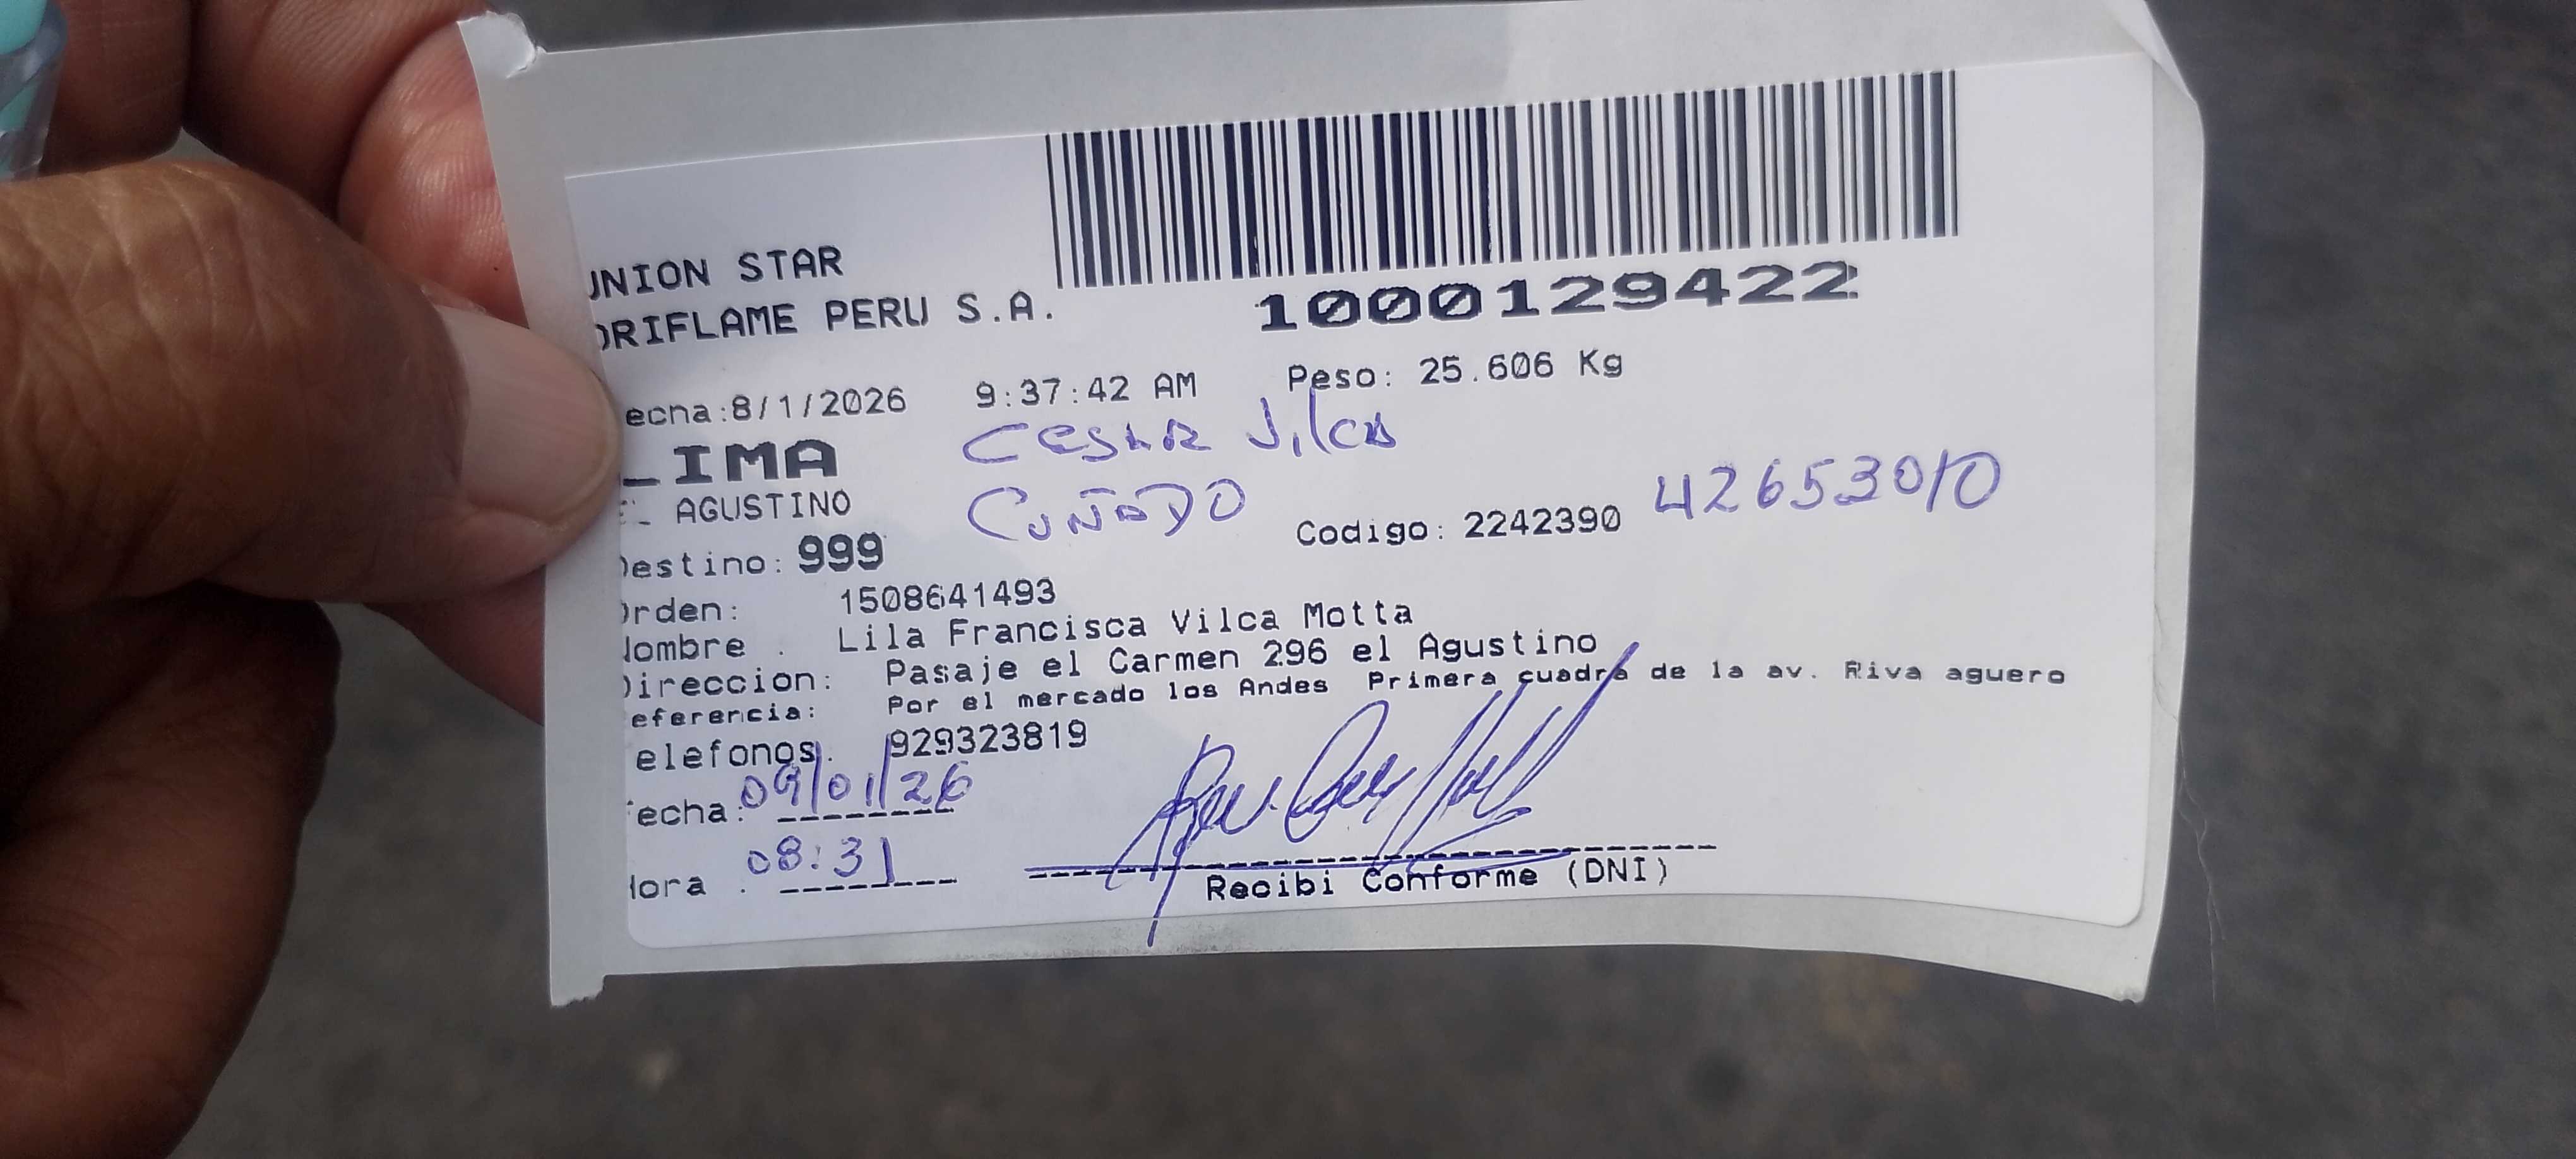 UNION STAR
ORIFLAME PERU S.A.
1000129422
echa:8/1/2026 9:37:42 AM Peso: 25.606 Kg
LIMA
CESAR VilCA
EL AGUSTINO
CUÑADO
Destino: 999
Codigo: 2242390
42653010
Orden: 1508641493
Nombre : Lila Francisca Vilca Motta
Direccion: Pasaje el Carmen 296 el Agustino
eferencia: Por el mercado los Andes Primera cuadra de la av. Riva aguero
elefonos. 929323819
Fecha: 09/01/26
Hora : 08:31
Recibi Conforme (DNI)